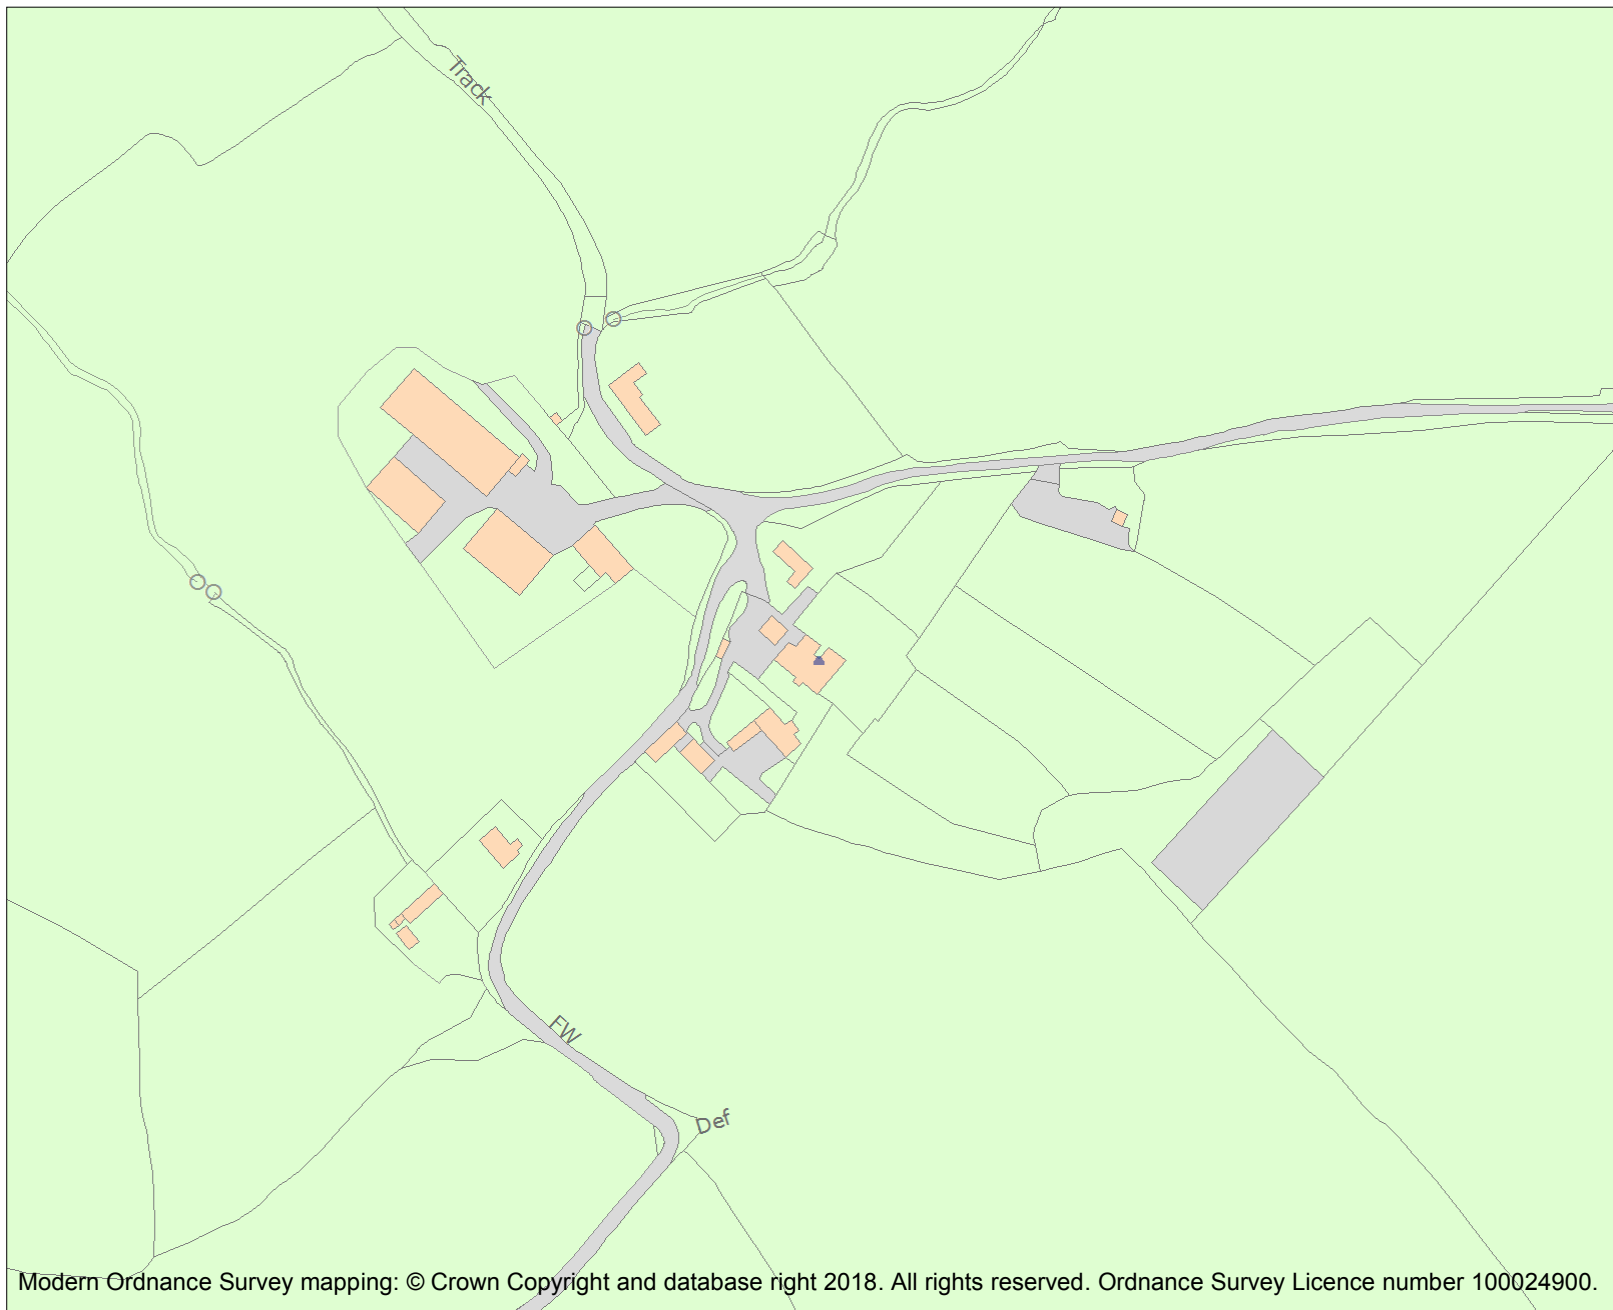 Track
FW
Def
Modern Ordnance Survey mapping: © Crown Copyright and database right 2018. All rights reserved. Ordnance Survey Licence number 100024900.